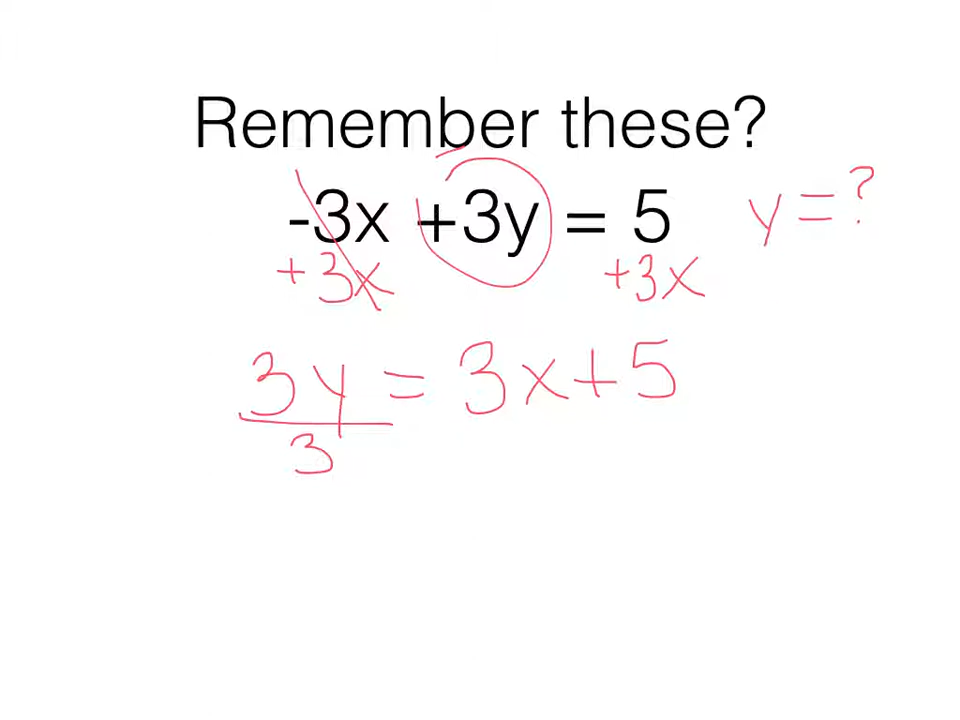 Remember these?
-3x +3y = 5 y = ?
+3x +3x
3y = 3x+5
3